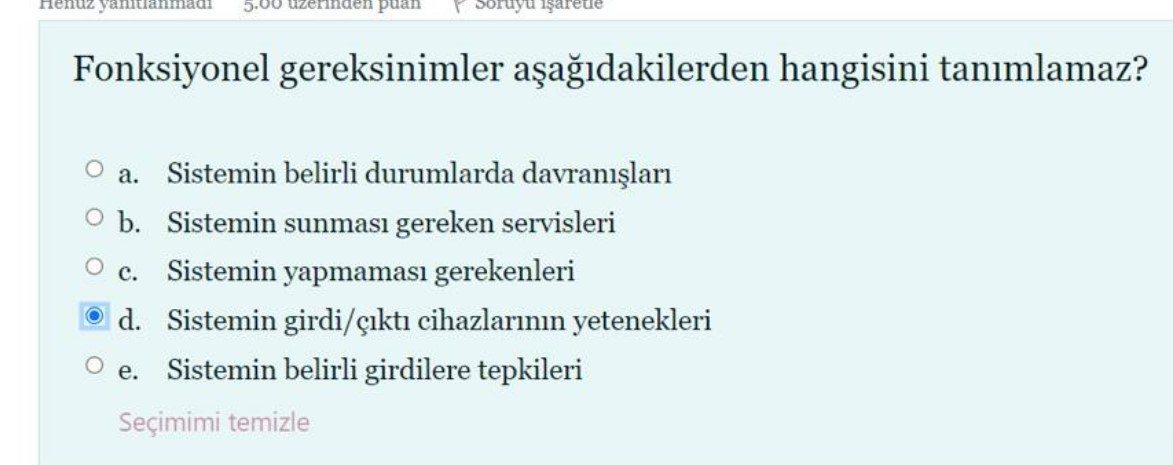 Henüz yanıtlanmadı 5.00 üzerinden puan Soruyu işaretle
Fonksiyonel gereksinimler aşağıdakilerden hangisini tanımlamaz?
a. Sistemin belirli durumlarda davranışları
b. Sistemin sunması gereken servisleri
c. Sistemin yapmaması gerekenleri
d. Sistemin girdi/çıktı cihazlarının yetenekleri
e. Sistemin belirli girdilere tepkileri
Seçimimi temizle